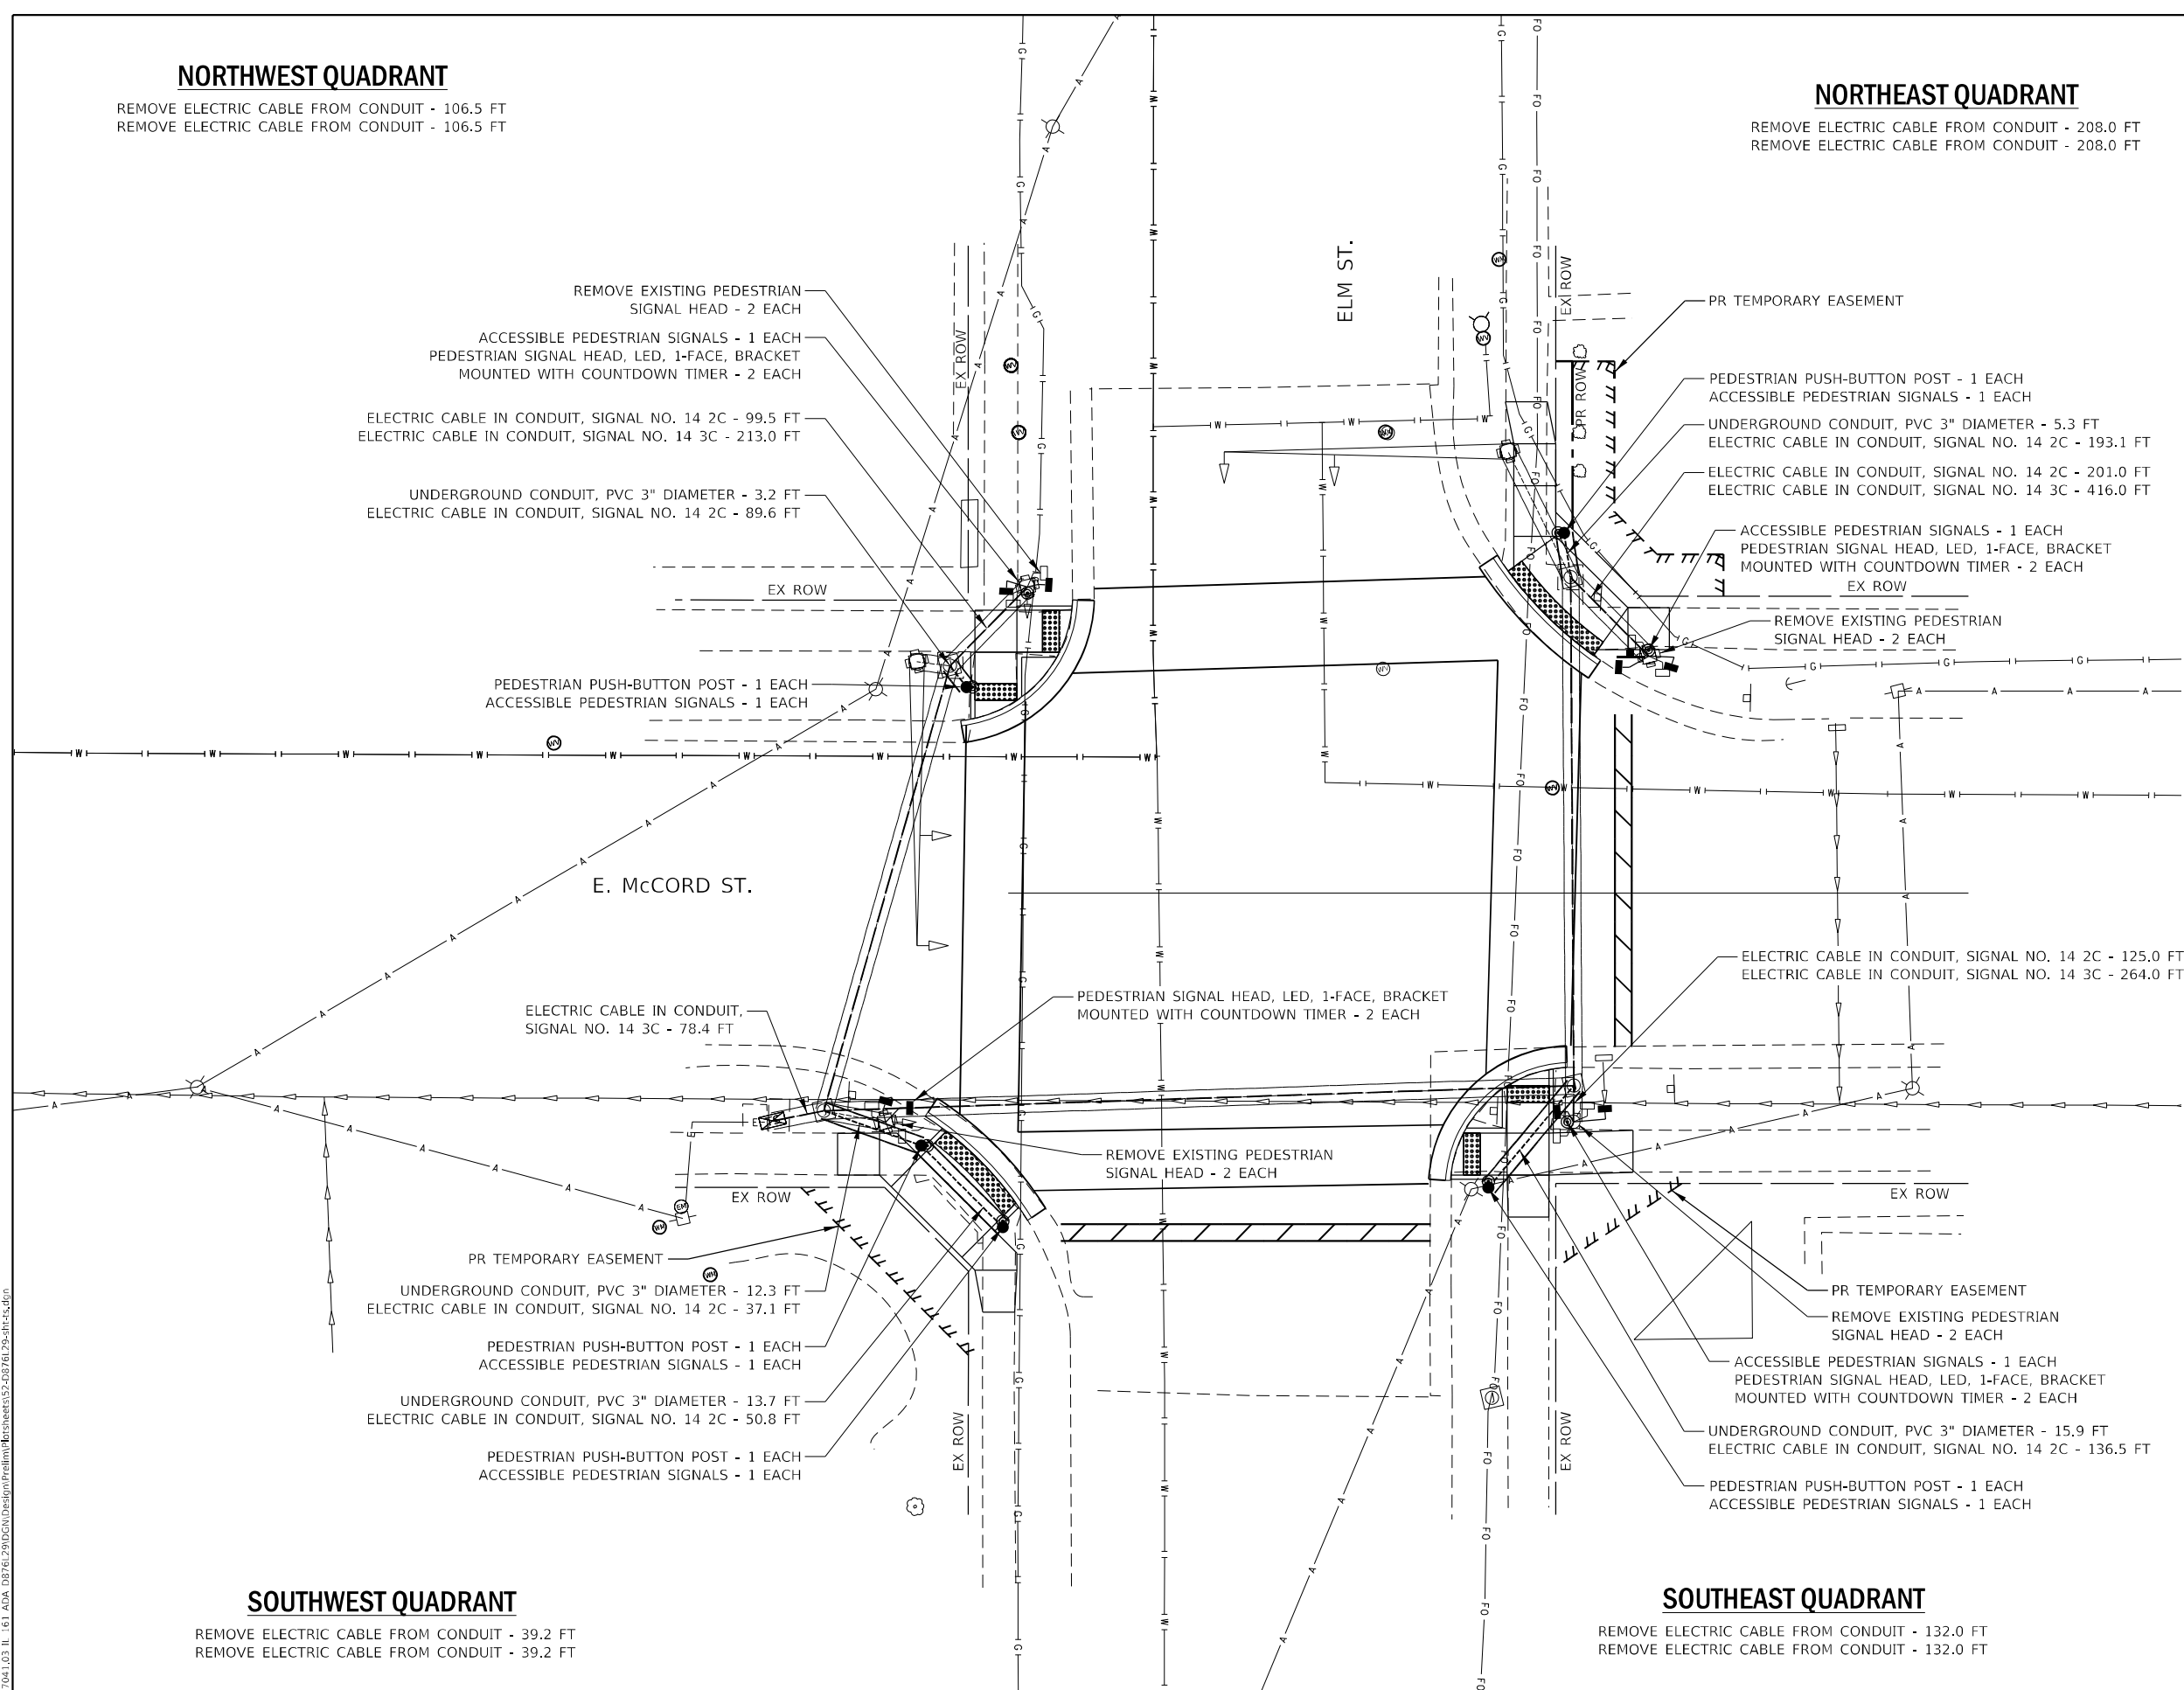 NORTHWEST QUADRANT
REMOVE ELECTRIC CABLE FROM CONDUIT - 106.5 FT
REMOVE ELECTRIC CABLE FROM CONDUIT - 106.5 FT
NORTHEAST QUADRANT
REMOVE ELECTRIC CABLE FROM CONDUIT - 208.0 FT
REMOVE ELECTRIC CABLE FROM CONDUIT - 208.0 FT
REMOVE EXISTING PEDESTRIAN
SIGNAL HEAD - 2 EACH
ACCESSIBLE PEDESTRIAN SIGNALS - 1 EACH
PEDESTRIAN SIGNAL HEAD, LED, 1-FACE, BRACKET
MOUNTED WITH COUNTDOWN TIMER - 2 EACH
ELECTRIC CABLE IN CONDUIT, SIGNAL NO. 14 2C - 99.5 FT
ELECTRIC CABLE IN CONDUIT, SIGNAL NO. 14 3C - 213.0 FT
UNDERGROUND CONDUIT, PVC 3" DIAMETER - 3.2 FT
ELECTRIC CABLE IN CONDUIT, SIGNAL NO. 14 2C - 89.6 FT
EX ROW
EX ROW
PEDESTRIAN PUSH-BUTTON POST - 1 EACH
ACCESSIBLE PEDESTRIAN SIGNALS - 1 EACH
ELM ST.
EX ROW
PR ROW
PR TEMPORARY EASEMENT
PEDESTRIAN PUSH-BUTTON POST - 1 EACH
ACCESSIBLE PEDESTRIAN SIGNALS - 1 EACH
UNDERGROUND CONDUIT, PVC 3" DIAMETER - 5.3 FT
ELECTRIC CABLE IN CONDUIT, SIGNAL NO. 14 2C - 193.1 FT
ELECTRIC CABLE IN CONDUIT, SIGNAL NO. 14 2C - 201.0 FT
ELECTRIC CABLE IN CONDUIT, SIGNAL NO. 14 3C - 416.0 FT
ACCESSIBLE PEDESTRIAN SIGNALS - 1 EACH
PEDESTRIAN SIGNAL HEAD, LED, 1-FACE, BRACKET
MOUNTED WITH COUNTDOWN TIMER - 2 EACH
EX ROW
REMOVE EXISTING PEDESTRIAN
SIGNAL HEAD - 2 EACH
E. McCORD ST.
ELECTRIC CABLE IN CONDUIT,
SIGNAL NO. 14 3C - 78.4 FT
PEDESTRIAN SIGNAL HEAD, LED, 1-FACE, BRACKET
MOUNTED WITH COUNTDOWN TIMER - 2 EACH
ELECTRIC CABLE IN CONDUIT, SIGNAL NO. 14 2C - 125.0 FT
ELECTRIC CABLE IN CONDUIT, SIGNAL NO. 14 3C - 264.0 FT
REMOVE EXISTING PEDESTRIAN
SIGNAL HEAD - 2 EACH
EX ROW
EX ROW
PR TEMPORARY EASEMENT
UNDERGROUND CONDUIT, PVC 3" DIAMETER - 12.3 FT
ELECTRIC CABLE IN CONDUIT, SIGNAL NO. 14 2C - 37.1 FT
PEDESTRIAN PUSH-BUTTON POST - 1 EACH
ACCESSIBLE PEDESTRIAN SIGNALS - 1 EACH
UNDERGROUND CONDUIT, PVC 3" DIAMETER - 13.7 FT
ELECTRIC CABLE IN CONDUIT, SIGNAL NO. 14 2C - 50.8 FT
PEDESTRIAN PUSH-BUTTON POST - 1 EACH
ACCESSIBLE PEDESTRIAN SIGNALS - 1 EACH
EX ROW
EX ROW
PR TEMPORARY EASEMENT
REMOVE EXISTING PEDESTRIAN
SIGNAL HEAD - 2 EACH
ACCESSIBLE PEDESTRIAN SIGNALS - 1 EACH
PEDESTRIAN SIGNAL HEAD, LED, 1-FACE, BRACKET
MOUNTED WITH COUNTDOWN TIMER - 2 EACH
UNDERGROUND CONDUIT, PVC 3" DIAMETER - 15.9 FT
ELECTRIC CABLE IN CONDUIT, SIGNAL NO. 14 2C - 136.5 FT
PEDESTRIAN PUSH-BUTTON POST - 1 EACH
ACCESSIBLE PEDESTRIAN SIGNALS - 1 EACH
SOUTHWEST QUADRANT
REMOVE ELECTRIC CABLE FROM CONDUIT - 39.2 FT
REMOVE ELECTRIC CABLE FROM CONDUIT - 39.2 FT
SOUTHEAST QUADRANT
REMOVE ELECTRIC CABLE FROM CONDUIT - 132.0 FT
REMOVE ELECTRIC CABLE FROM CONDUIT - 132.0 FT
7041.03 IL 161 ADA D876L29\DGN\Design\Prelim\Plotsheets\52-D876L29-sht-ts.dgn